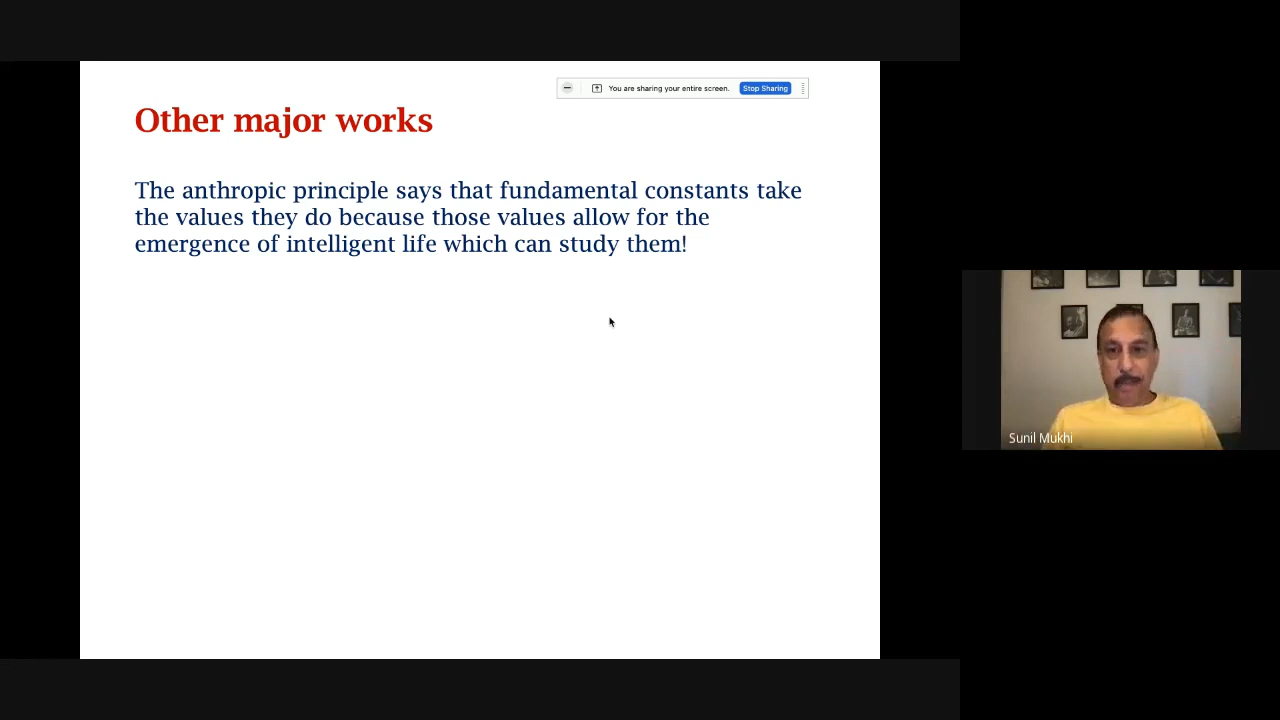 You are sharing your entire screen. Stop Sharing
Other major works
The anthropic principle says that fundamental constants take
the values they do because those values allow for the
emergence of intelligent life which can study them!
Sunil Mukhi